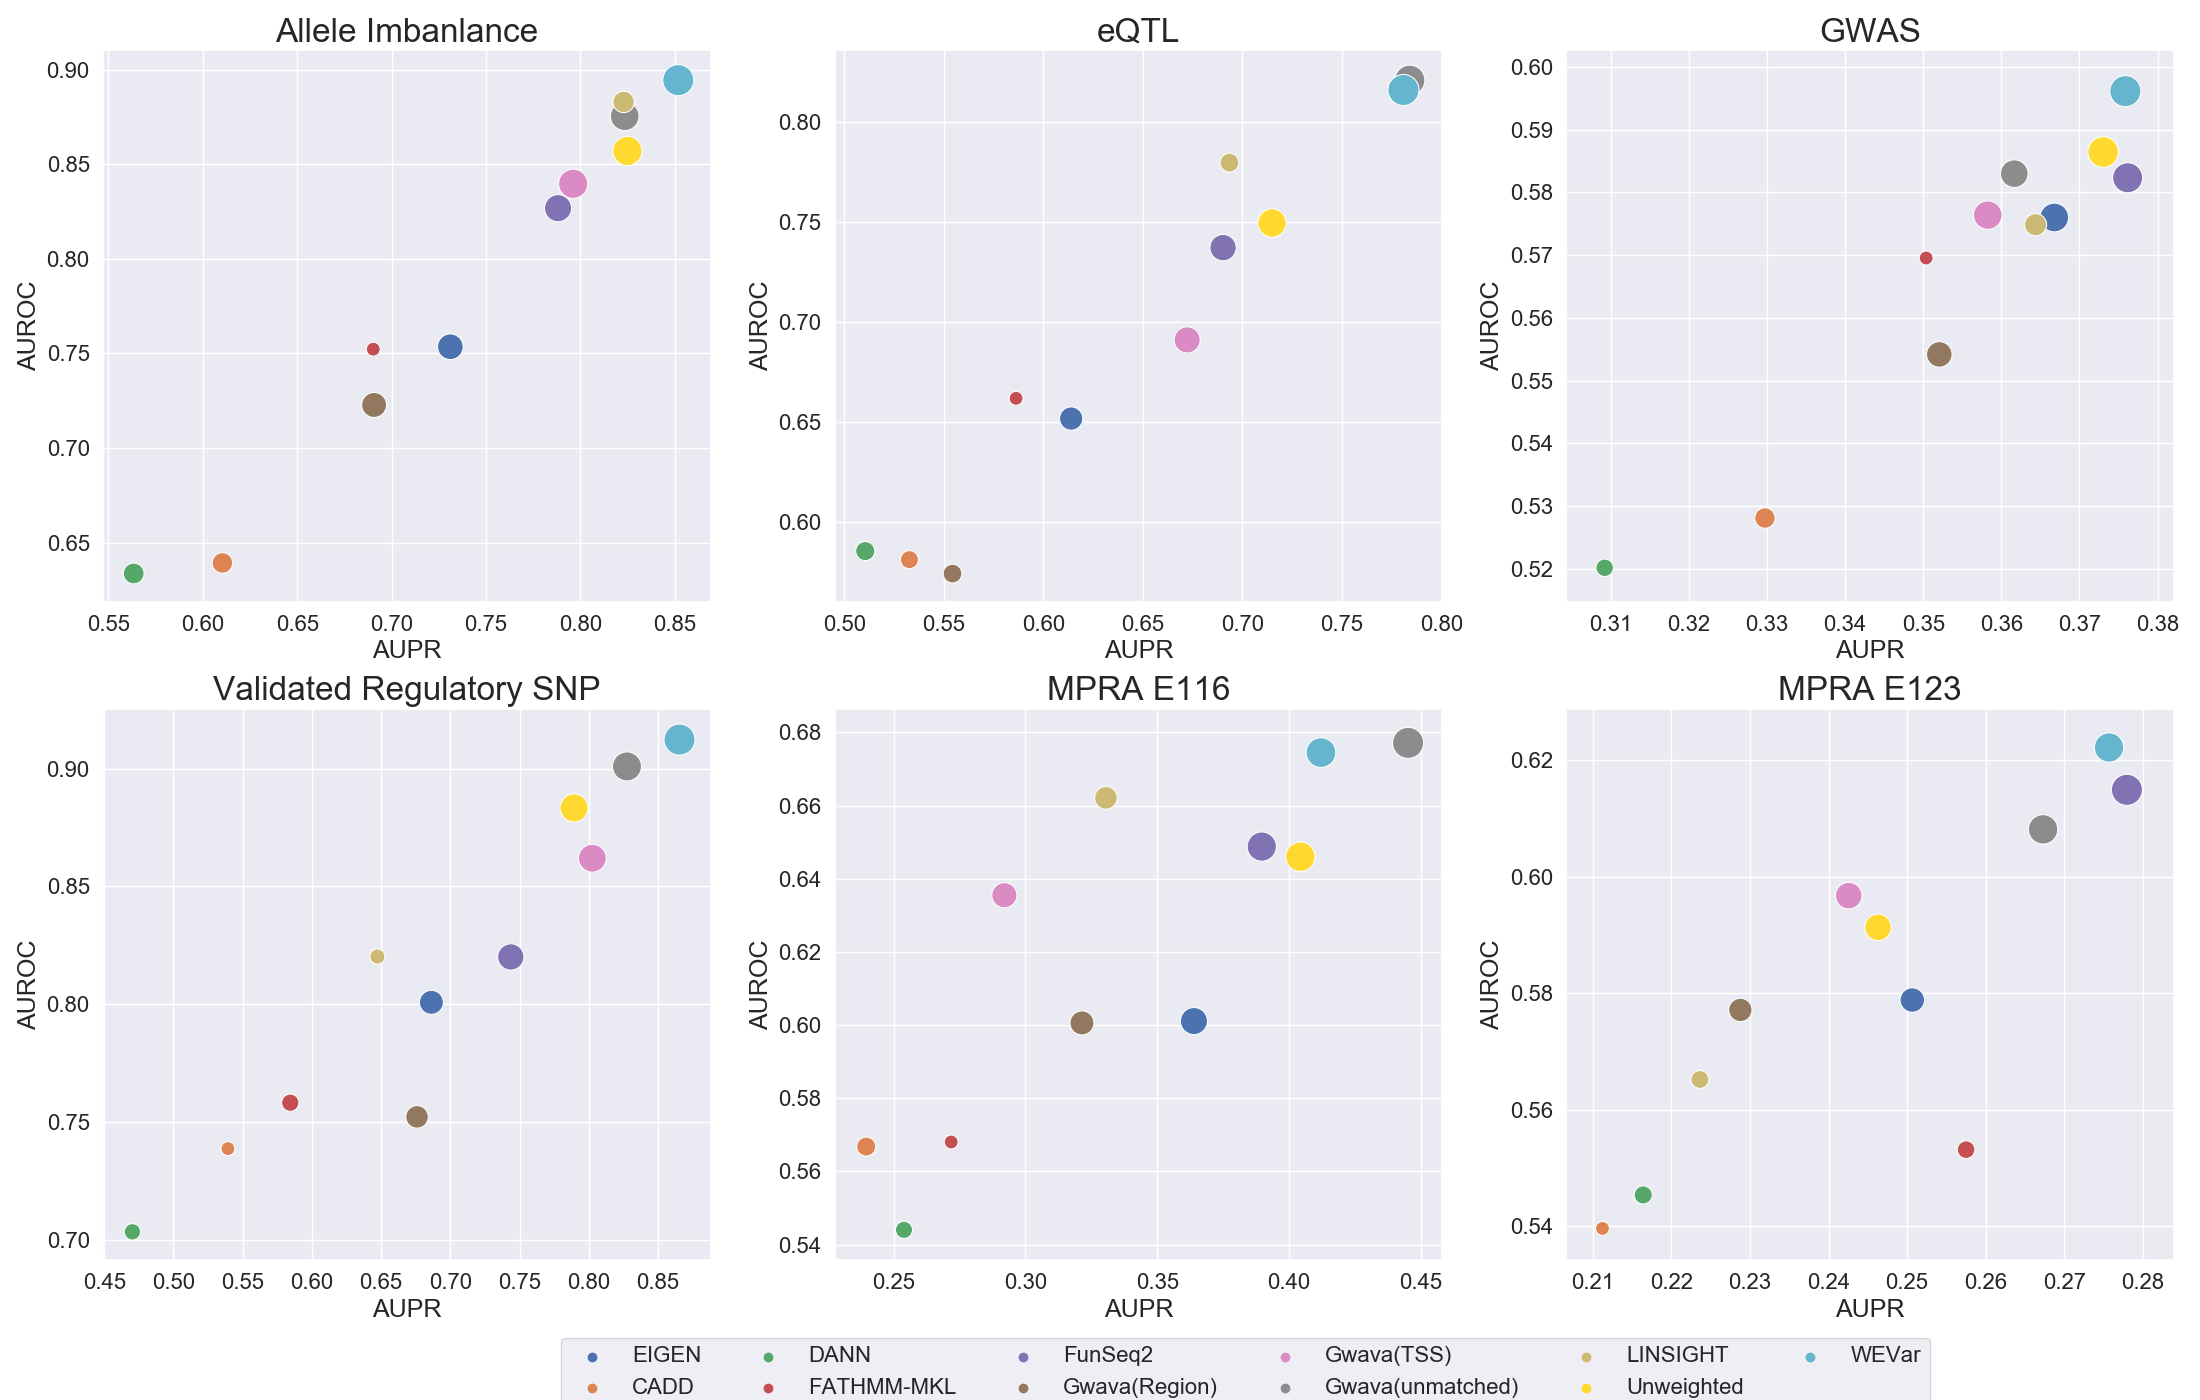 Allele Imbanlance
eQTL
GWAS
AUROC
0.90
0.85
0.80
0.75
0.70
0.65
0.55 0.60 0.65 0.70 0.75 0.80 0.85
AUPR
AUROC
0.80
0.75
0.70
0.65
0.60
0.50 0.55 0.60 0.65 0.70 0.75 0.80
AUPR
AUROC
0.60
0.59
0.58
0.57
0.56
0.55
0.54
0.53
0.52
0.31 0.32 0.33 0.34 0.35 0.36 0.37 0.38
AUPR
Validated Regulatory SNP
MPRA E116
MPRA E123
AUROC
0.90
0.85
0.80
0.75
0.70
0.45 0.50 0.55 0.60 0.65 0.70 0.75 0.80 0.85
AUPR
AUROC
0.68
0.66
0.64
0.62
0.60
0.58
0.56
0.54
0.25 0.30 0.35 0.40 0.45
AUPR
AUROC
0.62
0.60
0.58
0.56
0.54
0.21 0.22 0.23 0.24 0.25 0.26 0.27 0.28
AUPR
EIGEN DANN FunSeq2 Gwava(TSS) LINSIGHT WEVar
CADD FATHMM-MKL Gwava(Region) Gwava(unmatched) Unweighted